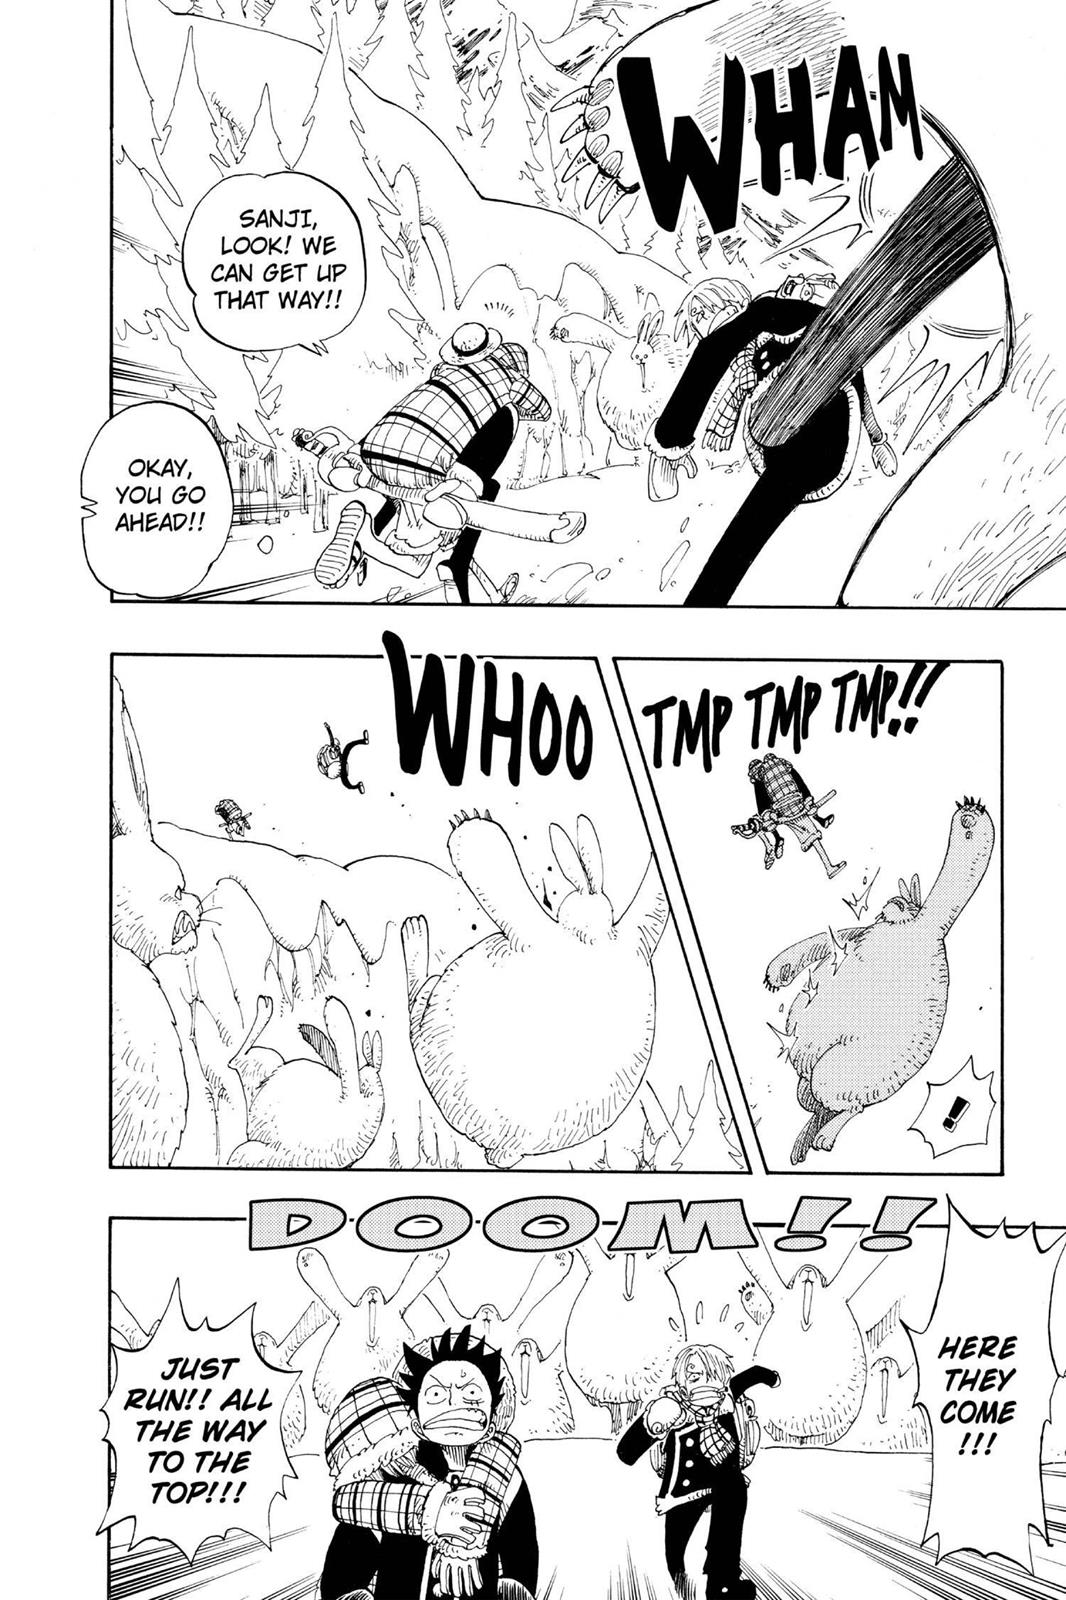 WHAM
SANJI,
LOOK! WE
CAN GET UP
THAT WAY!!
OKAY,
YOU GO
AHEAD!!
WHOO
TMP TMP TMP!!
!
DOOM!!
JUST
RUN!! ALL
THE WAY
TO THE
TOP!!!
HERE
THEY
COME
!!!